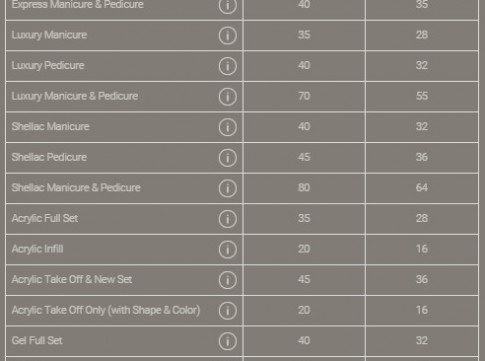 Express Manicure & Pedicure 40 35
Luxury Manicure 35 28
Luxury Pedicure 40 32
Luxury Manicure & Pedicure 70 55
Shellac Manicure 40 32
Shellac Pedicure 45 36
Shellac Manicure & Pedicure 80 64
Acrylic Full Set 35 28
Acrylic Infill 20 16
Acrylic Take Off & New Set 45 36
Acrylic Take Off Only (with Shape & Color) 20 16
Gel Full Set 40 32